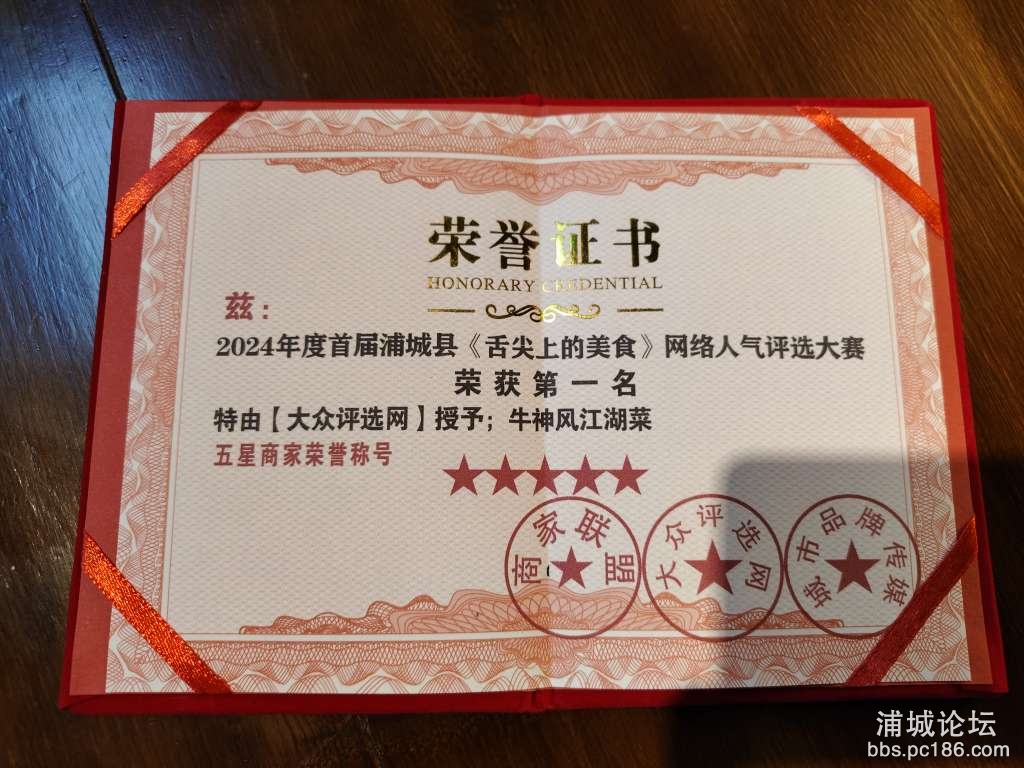 荣誉证书
HONORARY CREDENTIAL
兹：
2024年度首届浦城县《舌尖上的美食》网络人气评选大赛
荣获第一名
特由【大众评选网】授予；牛神风江湖菜
五星商家荣誉称号
商家联盟
大众评选网
城市品牌传媒
浦城论坛
bbs.pc186.com